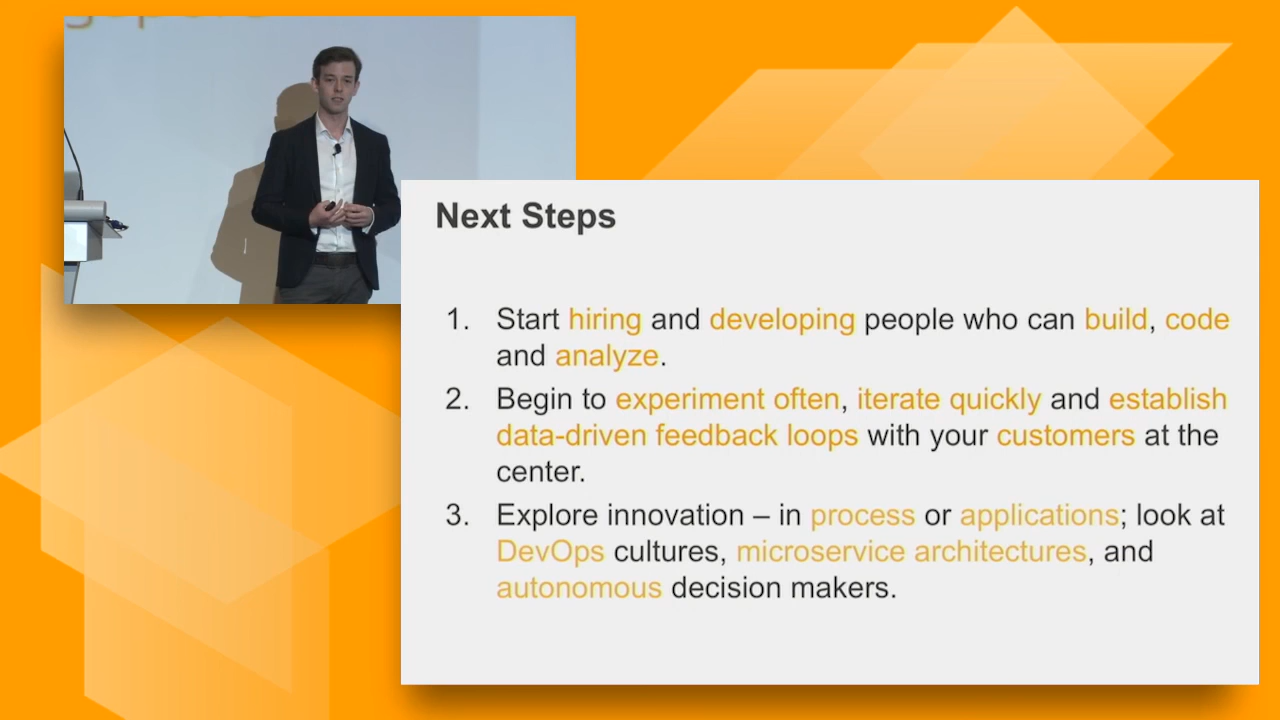 Next Steps
1. Start hiring and developing people who can build, code
and analyze.
2. Begin to experiment often, iterate quickly and establish
data-driven feedback loops with your customers at the
center.
3. Explore innovation – in process or applications; look at
DevOps cultures, microservice architectures, and
autonomous decision makers.